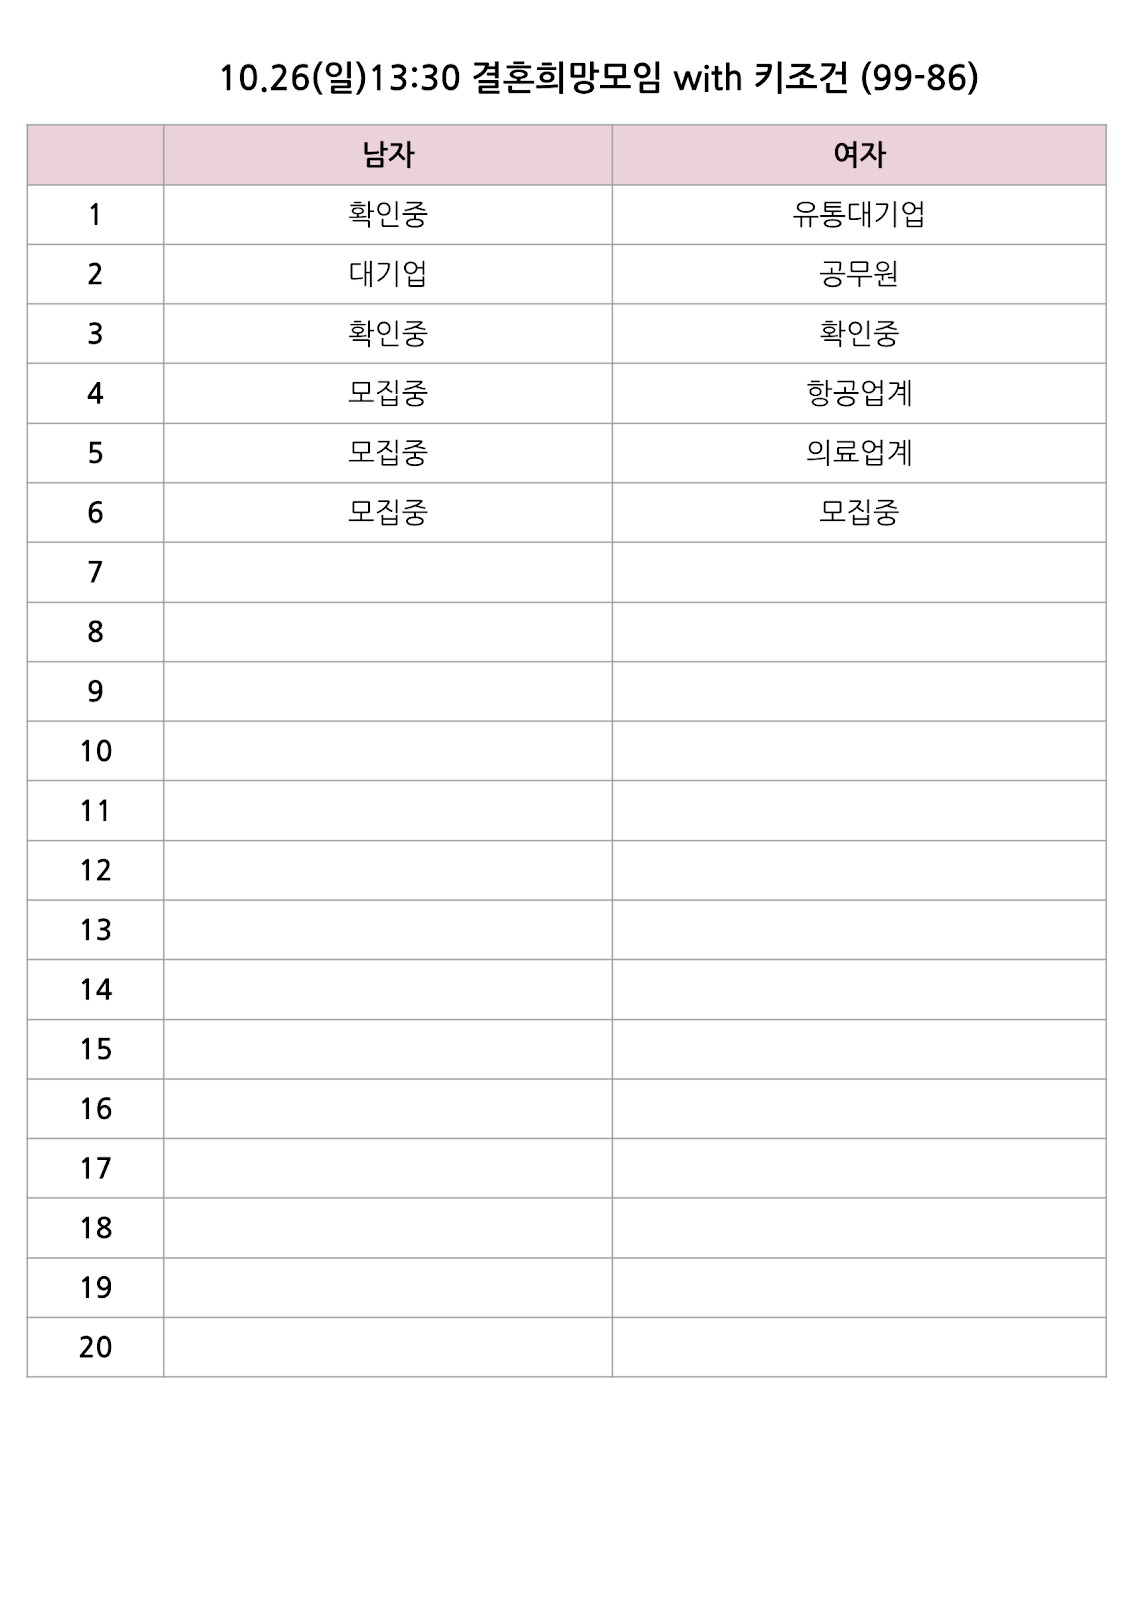 10.26(일)13:30 결혼희망모임 with 키조건 (99-86)
남자 여자
1 확인중 유통대기업
2 대기업 공무원
3 확인중 확인중
4 모집중 항공업계
5 모집중 의료업계
6 모집중 모집중
7
8
9
10
11
12
13
14
15
16
17
18
19
20